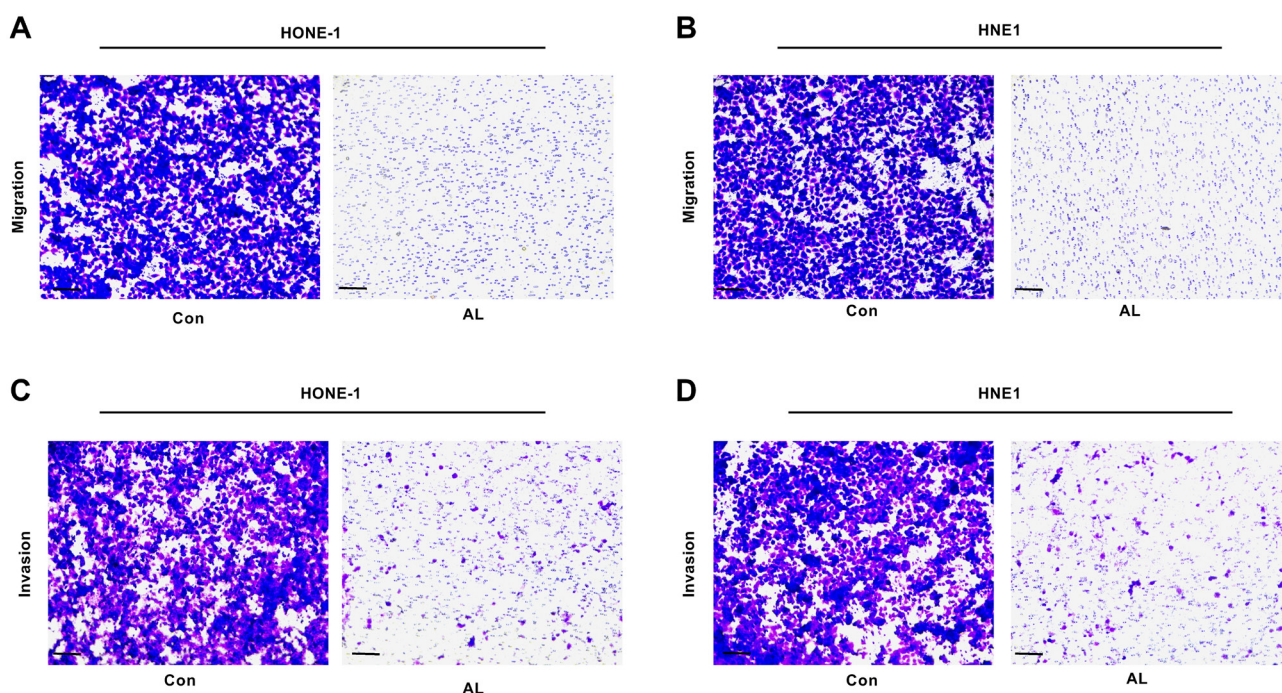 A
HONE-1
Migration
Con
AL
B
HNE1
Migration
Con
AL
C
HONE-1
Invasion
Con
AL
D
HNE1
Invasion
Con
AL